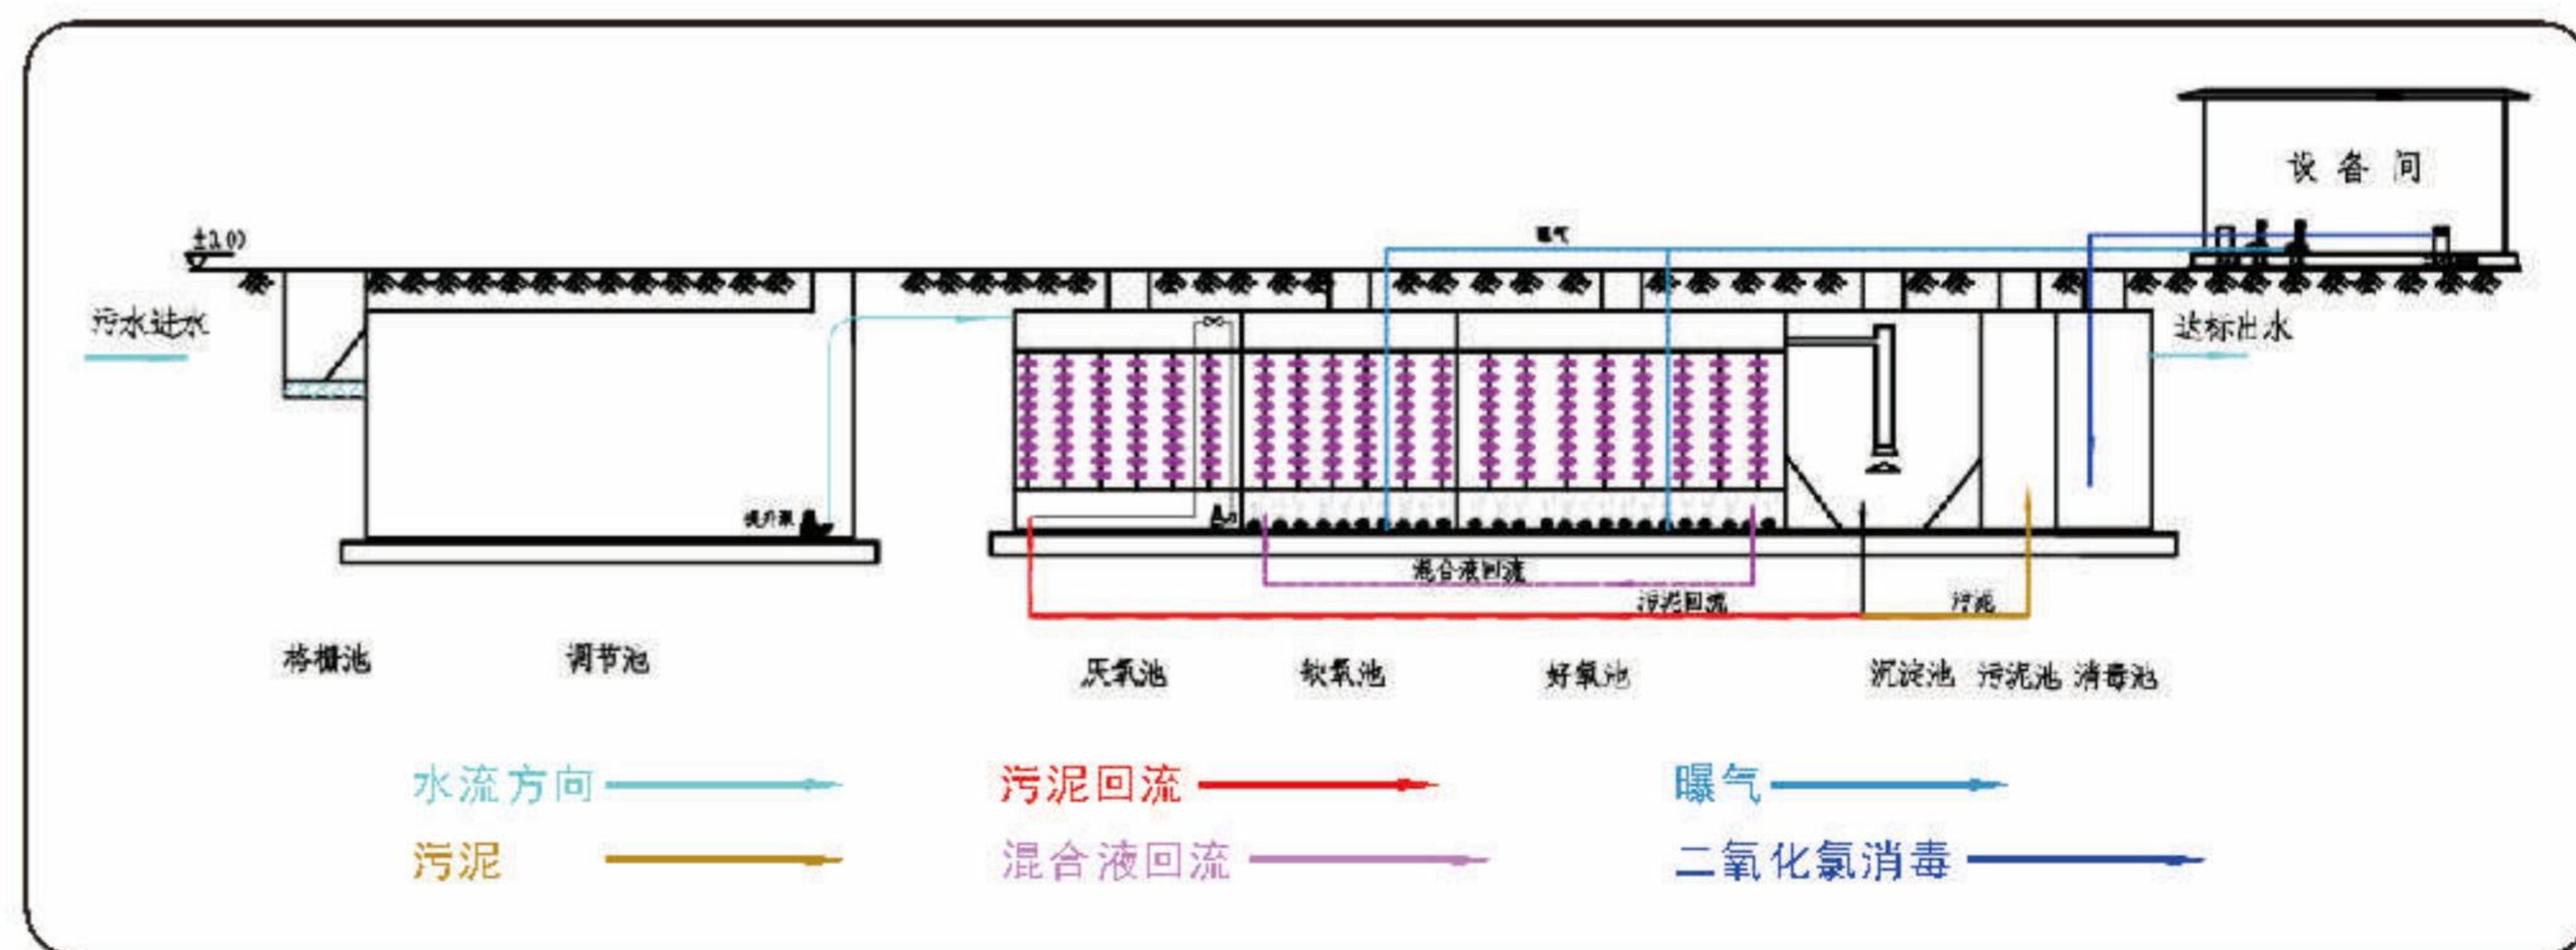 设备间
曝气
污水进水
达标出水
提升泵
混合液回流
污泥回流
污泥
格栅池
调节池
厌氧池
缺氧池
好氧池
沉淀池
污泥池
消毒池
水流方向
污泥回流
曝气
污泥
混合液回流
二氧化氯消毒